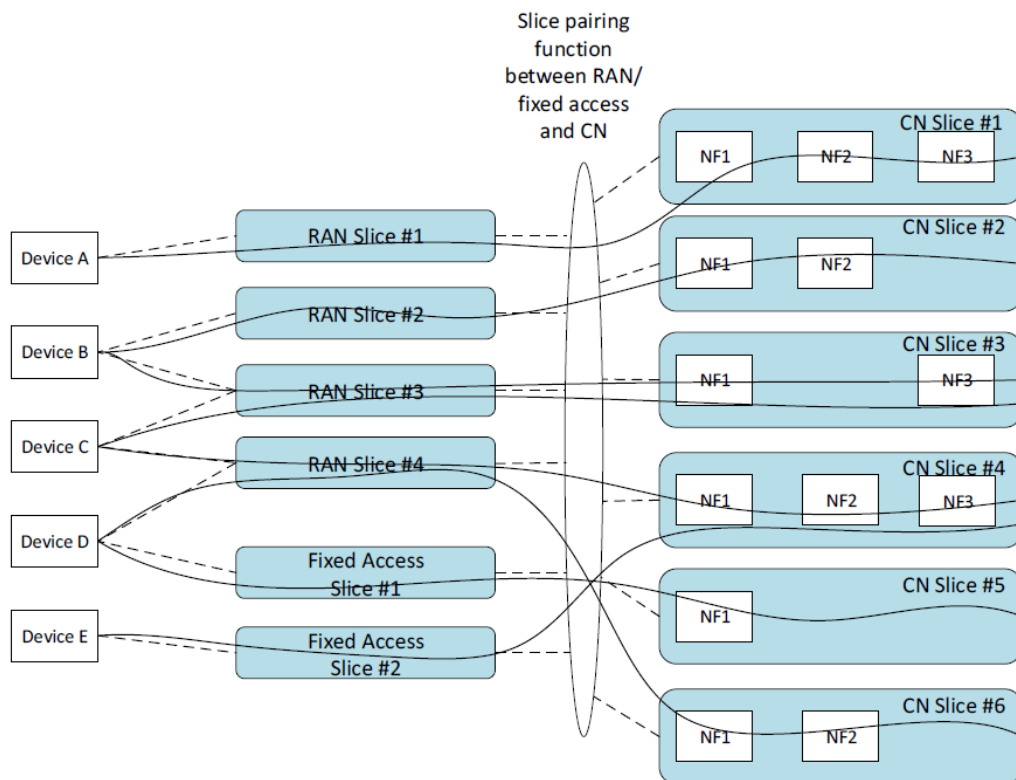 Slice pairing
function
between RAN/
fixed access
and CN
CN Slice #1
NF1
NF2
NF3
RAN Slice #1
CN Slice #2
Device A
NF1
NF2
RAN Slice #2
Device B
CN Slice #3
NF1
NF3
RAN Slice #3
Device C
RAN Slice #4
CN Slice #4
NF1
NF2
NF3
Device D
Fixed Access
Slice #1
CN Slice #5
NF1
Device E
Fixed Access
Slice #2
CN Slice #6
NF1
NF2